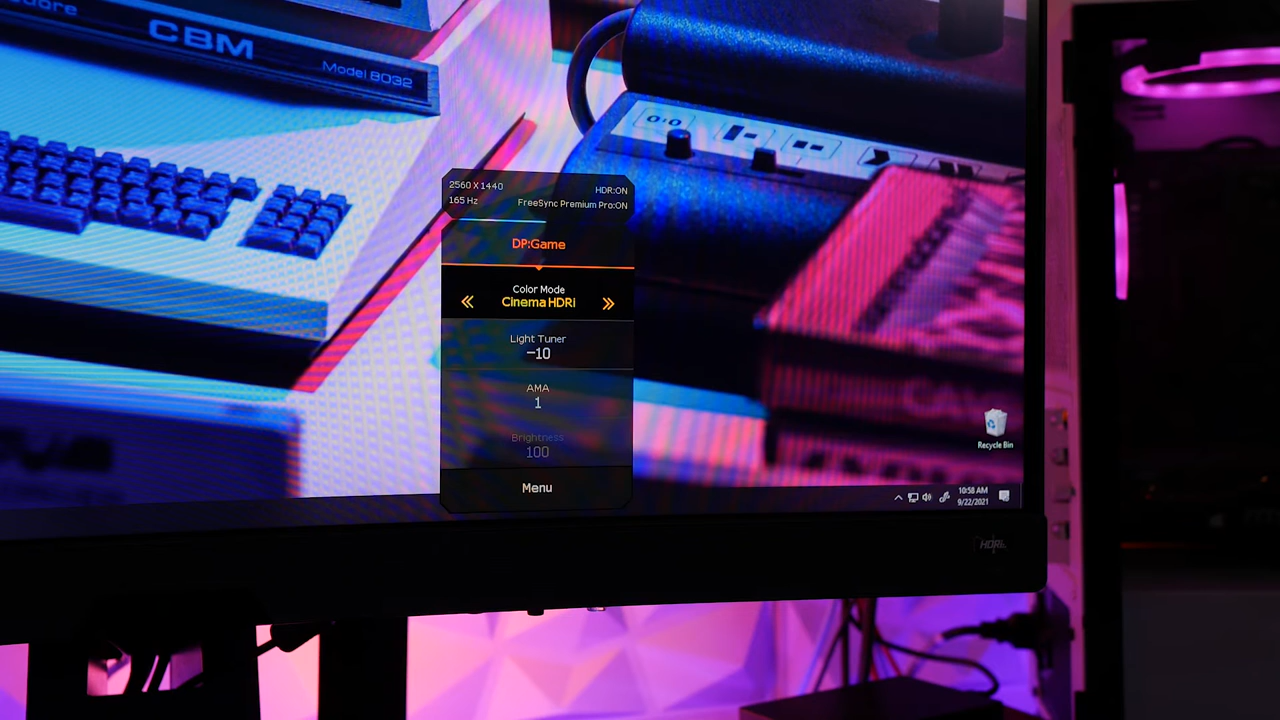 CBM
Model 8032
2560 X 1440
165 Hz
HDR:ON
FreeSync Premium Pro:ON
DP:Game
Color Mode
Cinema HDRi
Light Tuner
-10
AMA
1
Brightness
100
Menu
Recycle Bin
10:58 AM
9/22/2021
HDRi